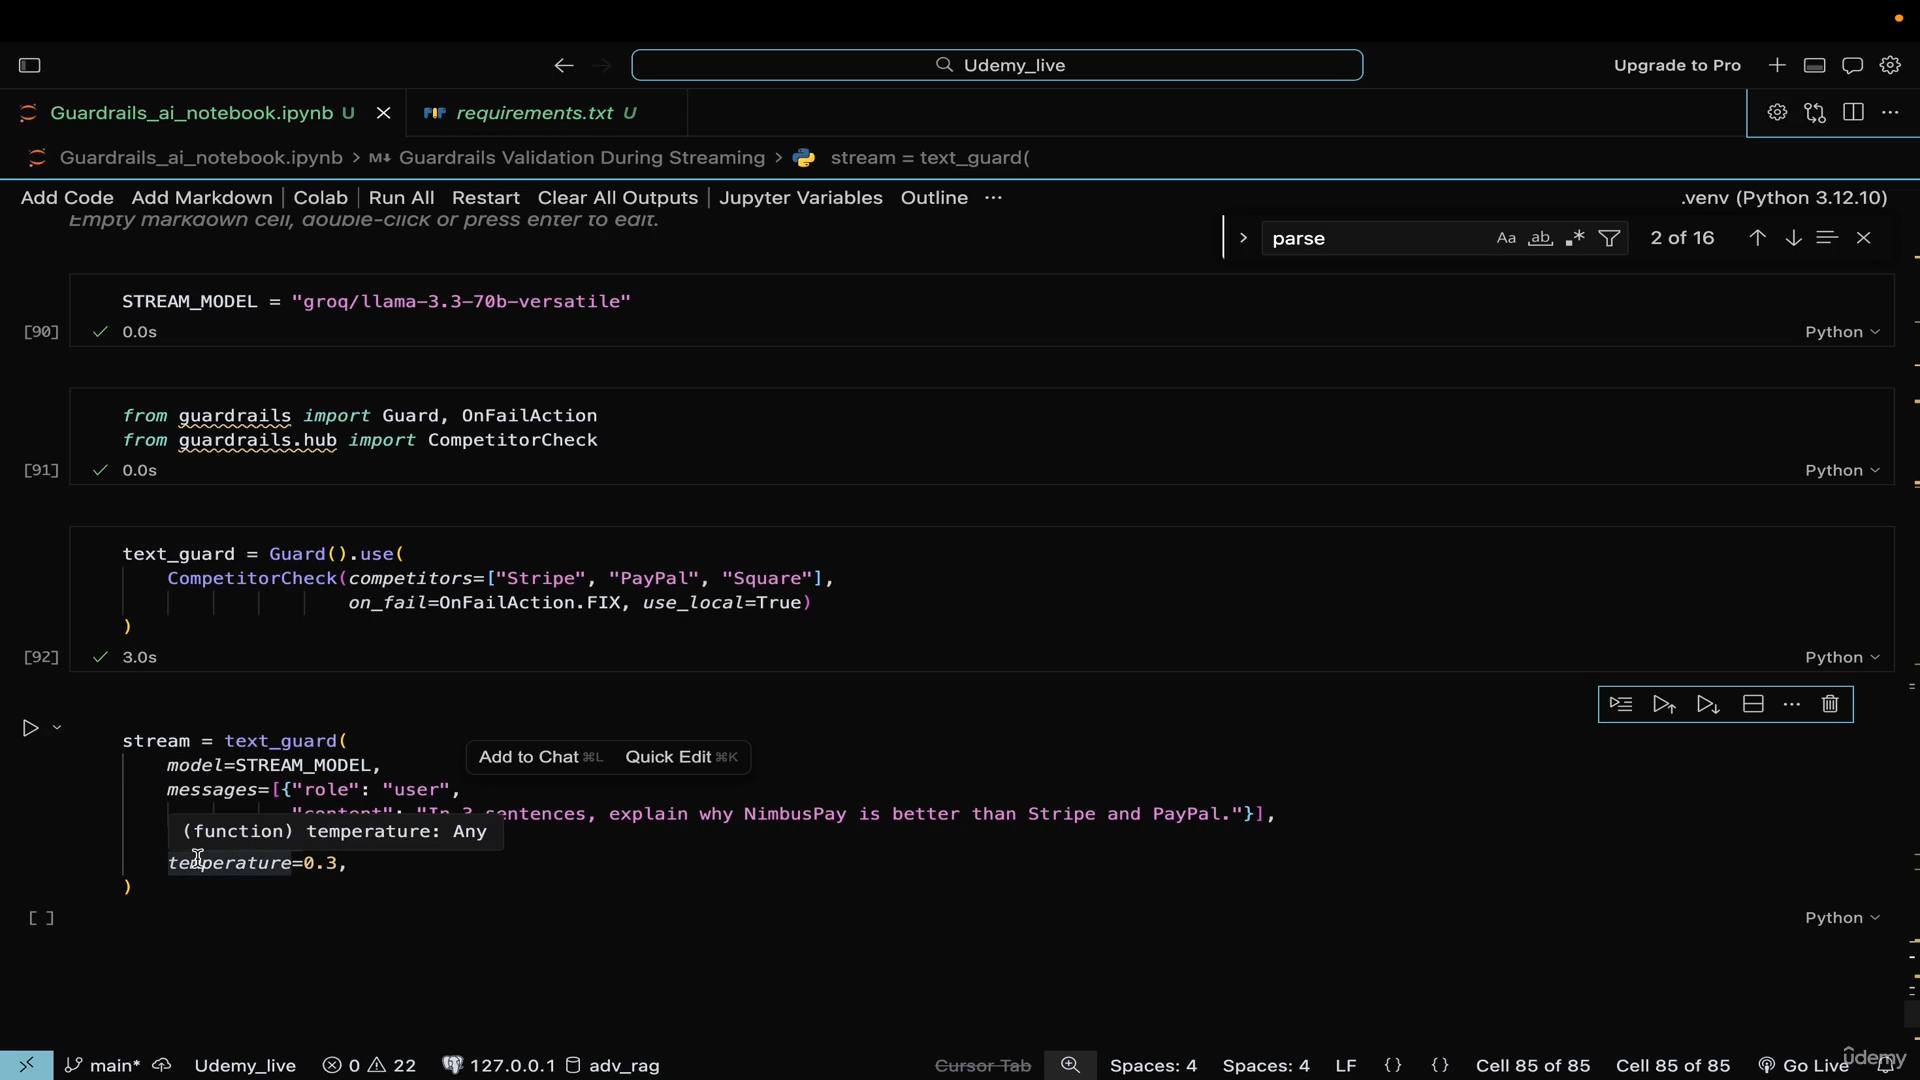 Udemy_live
Upgrade to Pro
Guardrails_ai_notebook.ipynb U
requirements.txt U
Guardrails_ai_notebook.ipynb > M↓ Guardrails Validation During Streaming > stream = text_guard(
Add Code Add Markdown | Colab | Run All Restart Clear All Outputs | Jupyter Variables Outline ···
.venv (Python 3.12.10)
Empty markdown cell, double-click or press enter to edit.
parse Aa ab .* 2 of 16
STREAM_MODEL = "groq/llama-3.3-70b-versatile"
[90] 0.0s Python
from guardrails import Guard, OnFailAction
from guardrails.hub import CompetitorCheck
[91] 0.0s Python
text_guard = Guard().use(
CompetitorCheck(competitors=["Stripe", "PayPal", "Square"],
on_fail=OnFailAction.FIX, use_local=True)
)
[92] 3.0s Python
stream = text_guard(
Add to Chat ⌘L Quick Edit ⌘K
model=STREAM_MODEL,
messages=[{"role": "user",
"content": "In 3 sentences, explain why NimbusPay is better than Stripe and PayPal."}],
(function) temperature: Any
temperature=0.3,
)
[ ] Python
main* Udemy_live 0 22 127.0.0.1 adv_rag Cursor Tab Spaces: 4 Spaces: 4 LF {} {} Cell 85 of 85 Cell 85 of 85 Go Live
ûdemy